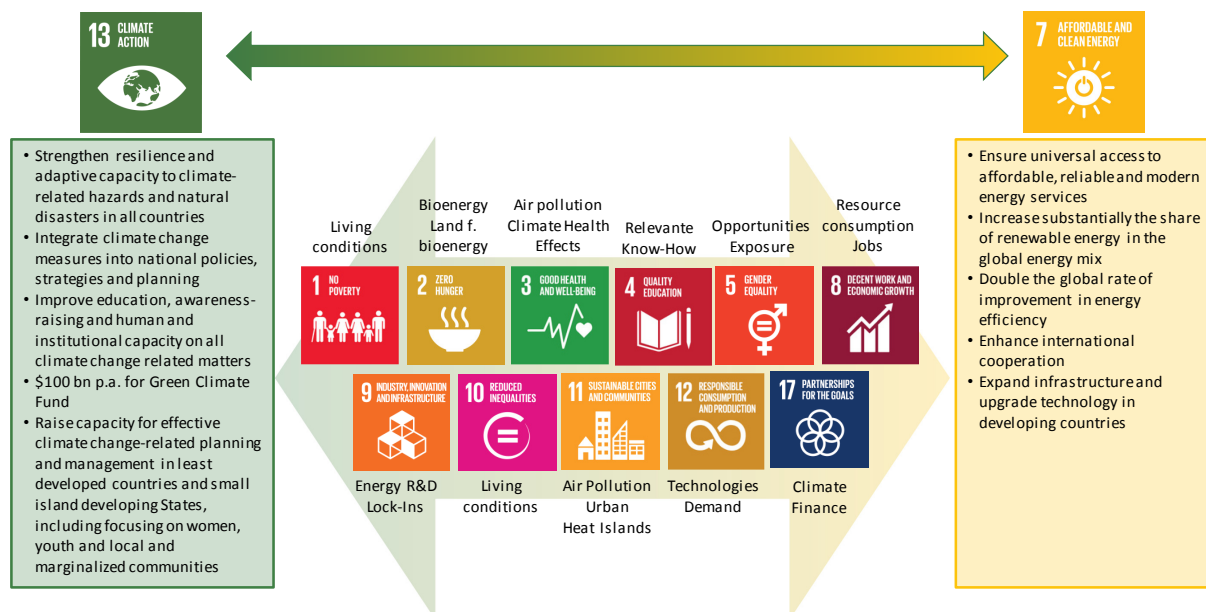 13 CLIMATE
ACTION
7 AFFORDABLE AND
CLEAN ENERGY
• Strengthen resilience and
adaptive capacity to climate-
related hazards and natural
disasters in all countries
• Integrate climate change
measures into national policies,
strategies and planning
• Improve education, awareness-
raising and human and
institutional capacity on all
climate change related matters
• $100 bn p.a. for Green Climate
Fund
• Raise capacity for effective
climate change-related planning
and management in least
developed countries and small
island developing States,
including focusing on women,
youth and local and
marginalized communities
Living
conditions
Bioenergy
Land f.
bioenergy
Air pollution
Climate Health
Effects
Relevante
Know-How
Opportunities
Exposure
Resource
consumption
Jobs
1 NO
POVERTY
2 ZERO
HUNGER
3 GOOD HEALTH
AND WELL-BEING
4 QUALITY
EDUCATION
5 GENDER
EQUALITY
8 DECENT WORK AND
ECONOMIC GROWTH
9 INDUSTRY, INNOVATION
AND INFRASTRUCTURE
10 REDUCED
INEQUALITIES
11 SUSTAINABLE CITIES
AND COMMUNITIES
12 RESPONSIBLE
CONSUMPTION
AND PRODUCTION
17 PARTNERSHIPS
FOR THE GOALS
Energy R&D
Lock-Ins
Living
conditions
Air Pollution
Urban
Heat Islands
Technologies
Demand
Climate
Finance
• Ensure universal access to
affordable, reliable and modern
energy services
• Increase substantially the share
of renewable energy in the
global energy mix
• Double the global rate of
improvement in energy
efficiency
• Enhance international
cooperation
• Expand infrastructure and
upgrade technology in
developing countries